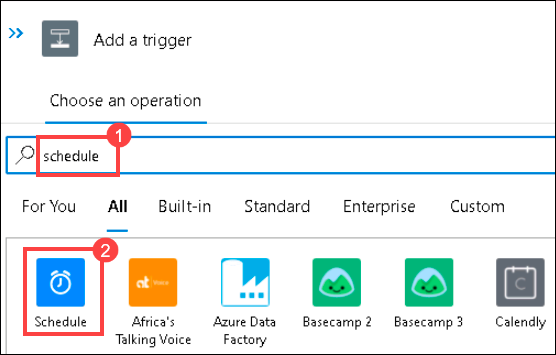 Add a trigger
Choose an operation
1
schedule
For You All Built-in Standard Enterprise Custom
2
Schedule Africa's Talking Voice Azure Data Factory Basecamp 2 Basecamp 3 Calendly